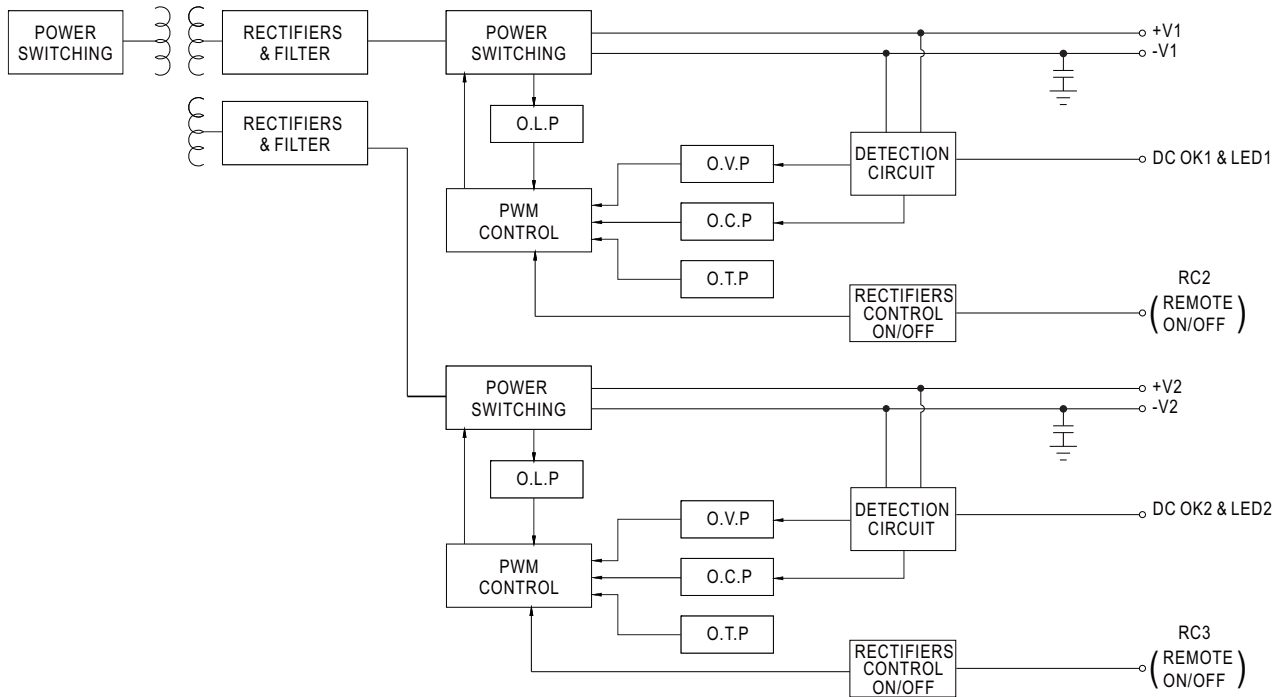 POWER
SWITCHING
RECTIFIERS
& FILTER
POWER
SWITCHING
+V1
-V1
RECTIFIERS
& FILTER
O.L.P
O.V.P
DETECTION
CIRCUIT
DC OK1 & LED1
PWM
CONTROL
O.C.P
O.T.P
RECTIFIERS
CONTROL
ON/OFF
RC2
(REMOTE
ON/OFF)
POWER
SWITCHING
+V2
-V2
O.L.P
O.V.P
DETECTION
CIRCUIT
DC OK2 & LED2
PWM
CONTROL
O.C.P
O.T.P
RECTIFIERS
CONTROL
ON/OFF
RC3
(REMOTE
ON/OFF)